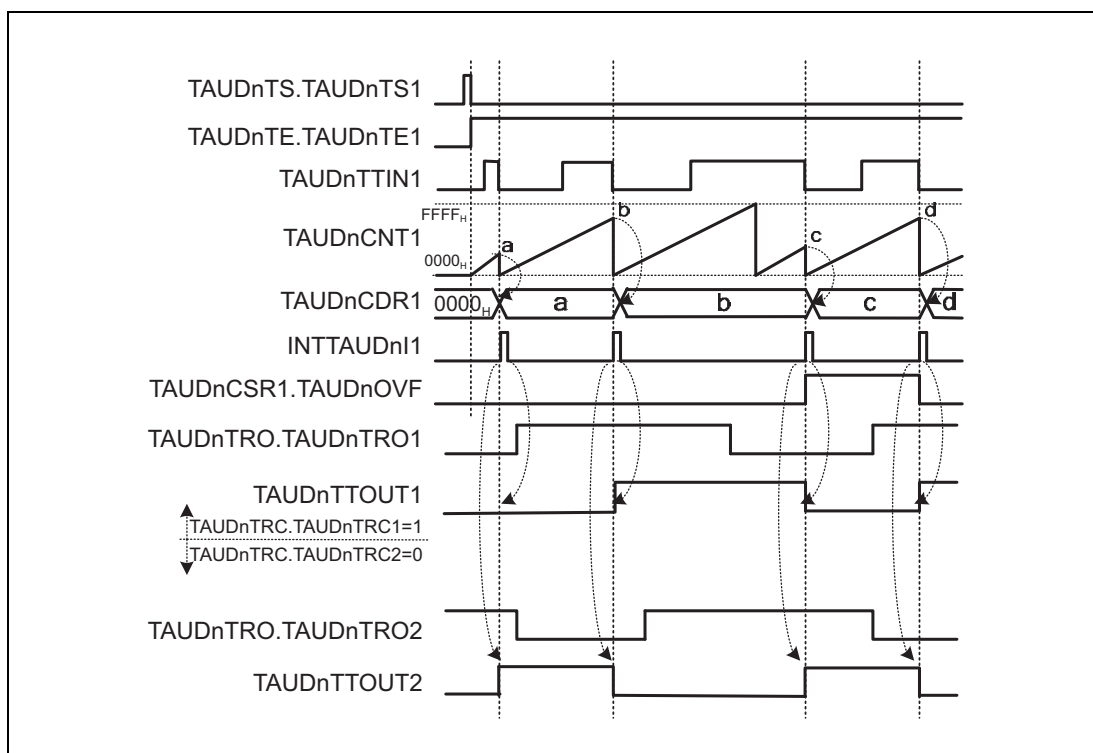 TAUDnTS.TAUDnTS1
TAUDnTE.TAUDnTE1
TAUDnTTIN1
FFFFH
TAUDnCNT1
0000H
a
b
c
d
TAUDnCDR1
0000H
a
b
c
d
INTTAUDnI1
TAUDnCSR1.TAUDnOVF
TAUDnTRO.TAUDnTRO1
TAUDnTTOUT1
TAUDnTRC.TAUDnTRC1=1
TAUDnTRC.TAUDnTRC2=0
TAUDnTRO.TAUDnTRO2
TAUDnTTOUT2